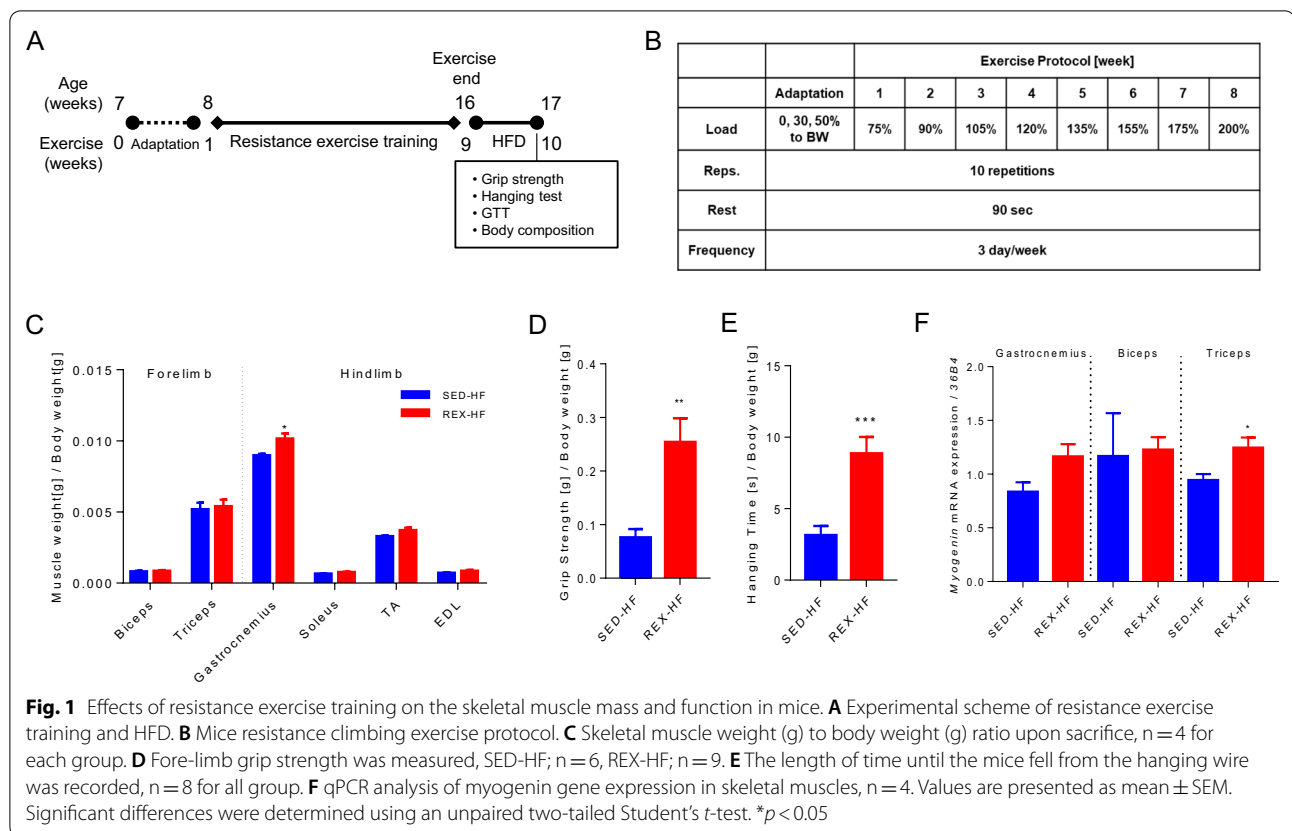 A
Age
(weeks)
7
8
Exercise
end
16
17
Exercise
(weeks)
0
Adaptation
1
Resistance exercise training
9
HFD
10
• Grip strength
• Hanging test
• GTT
• Body composition
B
Exercise Protocol [week]
Adaptation 1 2 3 4 5 6 7 8
Load 0, 30, 50% to BW 75% 90% 105% 120% 135% 155% 175% 200%
Reps. 10 repetitions
Rest 90 sec
Frequency 3 day/week
C
Muscle weight[g] / Body weight[g]
0.015
0.010
0.005
0.000
Forelimb Hindlimb
SED-HF
REX-HF
*
Biceps Triceps Gastrocnemius Soleus TA EDL
D
Grip Strength [g] / Body weight [g]
0.4
0.3
0.2
0.1
0.0
**
SED-HF REX-HF
E
Hanging Time [s] / Body weight [g]
15
10
5
0
***
SED-HF REX-HF
F
Myogenin mRNA expression / 36B4
2.0
1.5
1.0
0.5
0.0
Gastrocnemius Biceps Triceps
*
SED-HF REX-HF SED-HF REX-HF SED-HF REX-HF
Fig. 1 Effects of resistance exercise training on the skeletal muscle mass and function in mice. A Experimental scheme of resistance exercise
training and HFD. B Mice resistance climbing exercise protocol. C Skeletal muscle weight (g) to body weight (g) ratio upon sacrifice, n = 4 for
each group. D Fore-limb grip strength was measured, SED-HF; n = 6, REX-HF; n = 9. E The length of time until the mice fell from the hanging wire
was recorded, n = 8 for all group. F qPCR analysis of myogenin gene expression in skeletal muscles, n = 4. Values are presented as mean ± SEM.
Significant differences were determined using an unpaired two-tailed Student's t-test. *p < 0.05